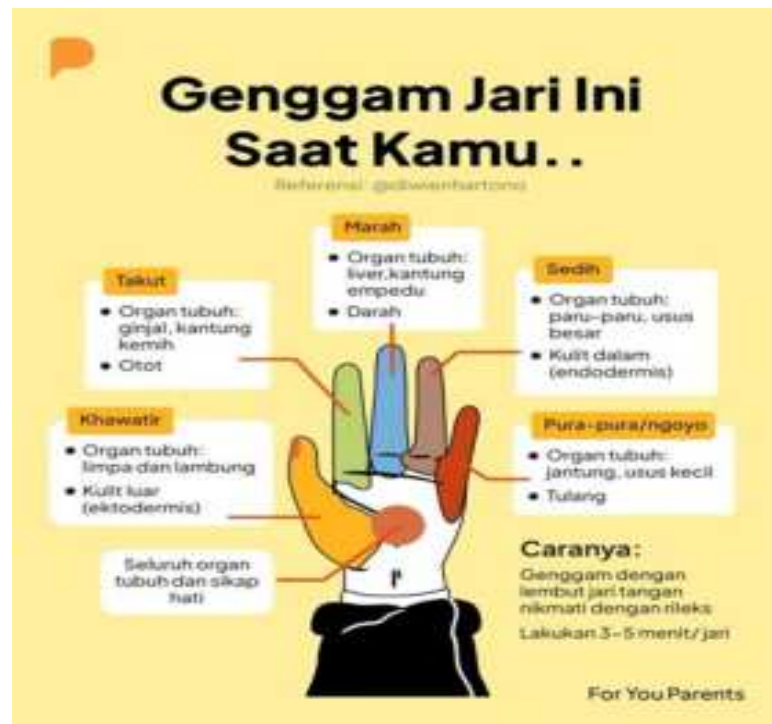 Genggam Jari Ini
Saat Kamu..
Marah
• Organ tubuh:
liver,kantung
empedu
• Darah
Takut
• Organ tubuh:
ginjal, kantung
kemih
• Otot
Sedih
• Organ tubuh:
paru-paru, usus
besar
• Kulit dalam
(endodermis)
Khawatir
• Organ tubuh:
limpa dan lambung
• Kulit luar
(ektodermis)
Pura-pura/ngoyo
• Organ tubuh:
jantung, usus kecil
• Tulang
Seluruh organ
tubuh dan sikap
hati
Caranya:
Genggam dengan
lembut jari tangan
nikmati dengan rileks
Lakukan 3-5 menit/jari
For You Parents